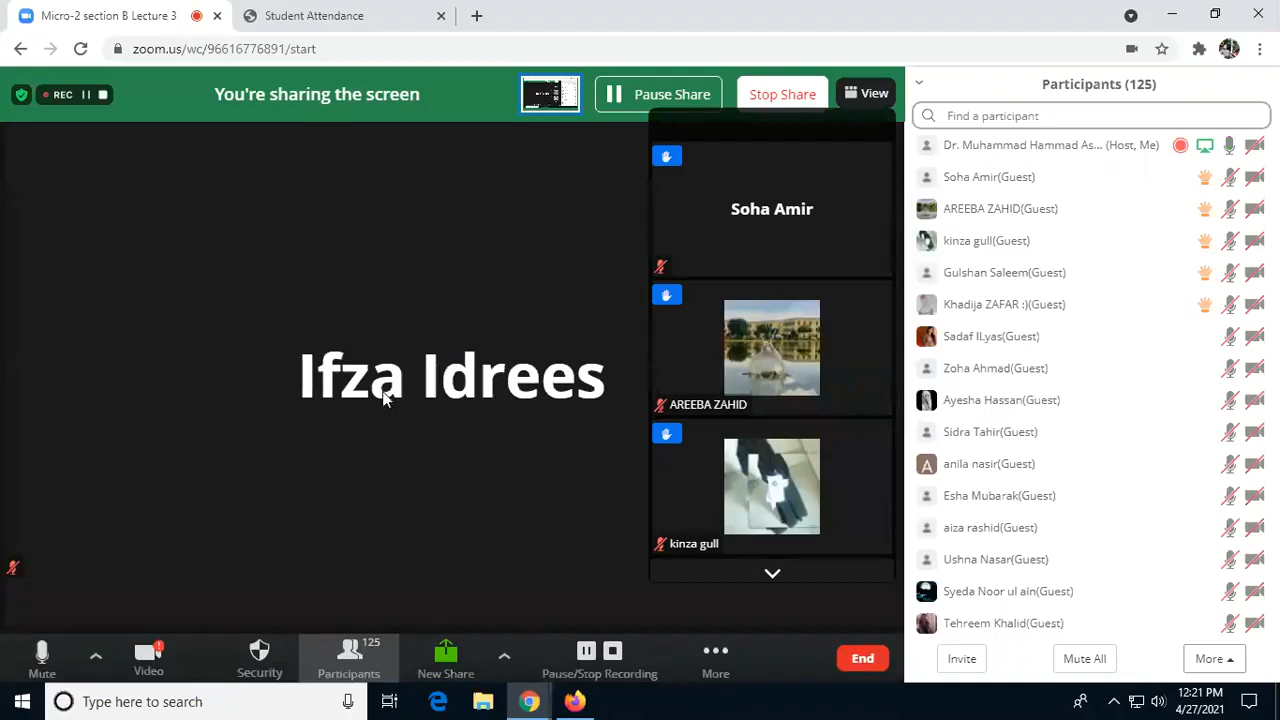 Micro-2 section B Lecture 3
Student Attendance
zoom.us/wc/96616776891/start
REC
You're sharing the screen
Pause Share
Stop Share
View
Participants (125)
Find a participant
Dr. Muhammad Hammad As... (Host, Me)
Soha Amir(Guest)
AREEBA ZAHID(Guest)
kinza gull(Guest)
Gulshan Saleem(Guest)
Khadija ZAFAR :)(Guest)
Sadaf ILyas(Guest)
Zoha Ahmad(Guest)
Ayesha Hassan(Guest)
Sidra Tahir(Guest)
A anila nasir(Guest)
Esha Mubarak(Guest)
aiza rashid(Guest)
Ushna Nasar(Guest)
Syeda Noor ul ain(Guest)
Tehreem Khalid(Guest)
Invite
Mute All
More
Soha Amir
AREEBA ZAHID
kinza gull
Ifza Idrees
Mute
Video
Security
125
Participants
New Share
Pause/Stop Recording
More
End
Type here to search
12:21 PM
4/27/2021